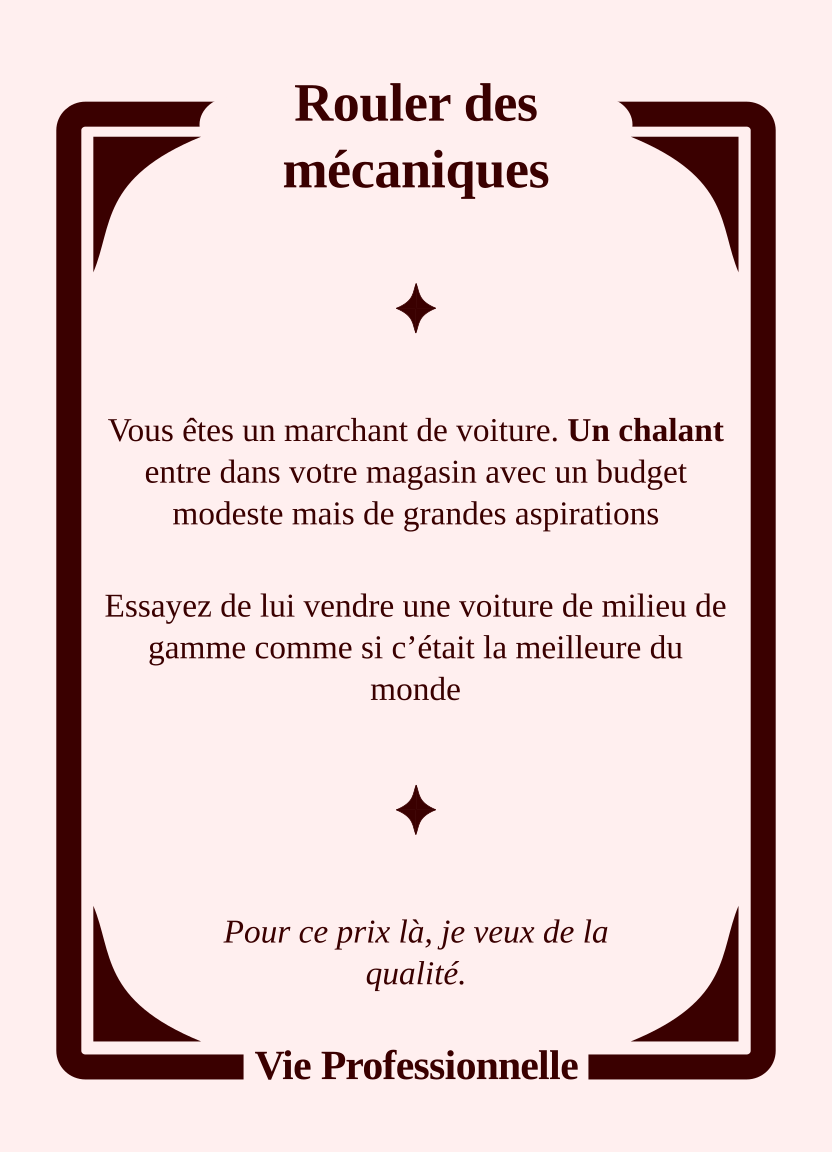 Rouler des
mécaniques
Vous êtes un marchant de voiture. Un chalant
entre dans votre magasin avec un budget
modeste mais de grandes aspirations
Essayez de lui vendre une voiture de milieu de
gamme comme si c’était la meilleure du
monde
Pour ce prix là, je veux de la
qualité.
Vie Professionnelle